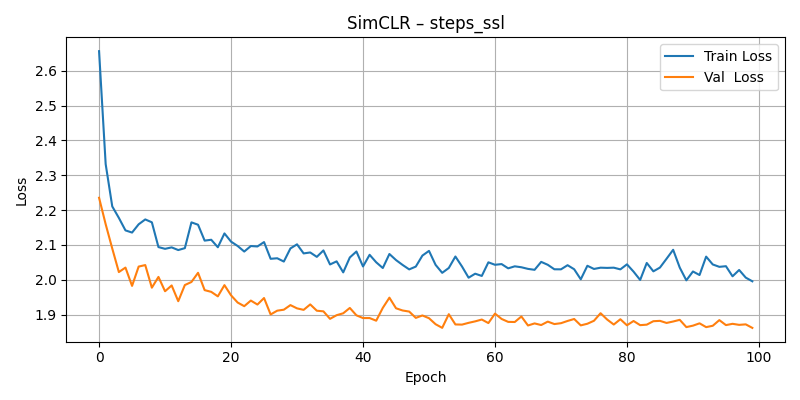 SimCLR – steps_ssl
Train Loss
Val  Loss
Loss
2.6
2.5
2.4
2.3
2.2
2.1
2.0
1.9
0 20 40 60 80 100
Epoch